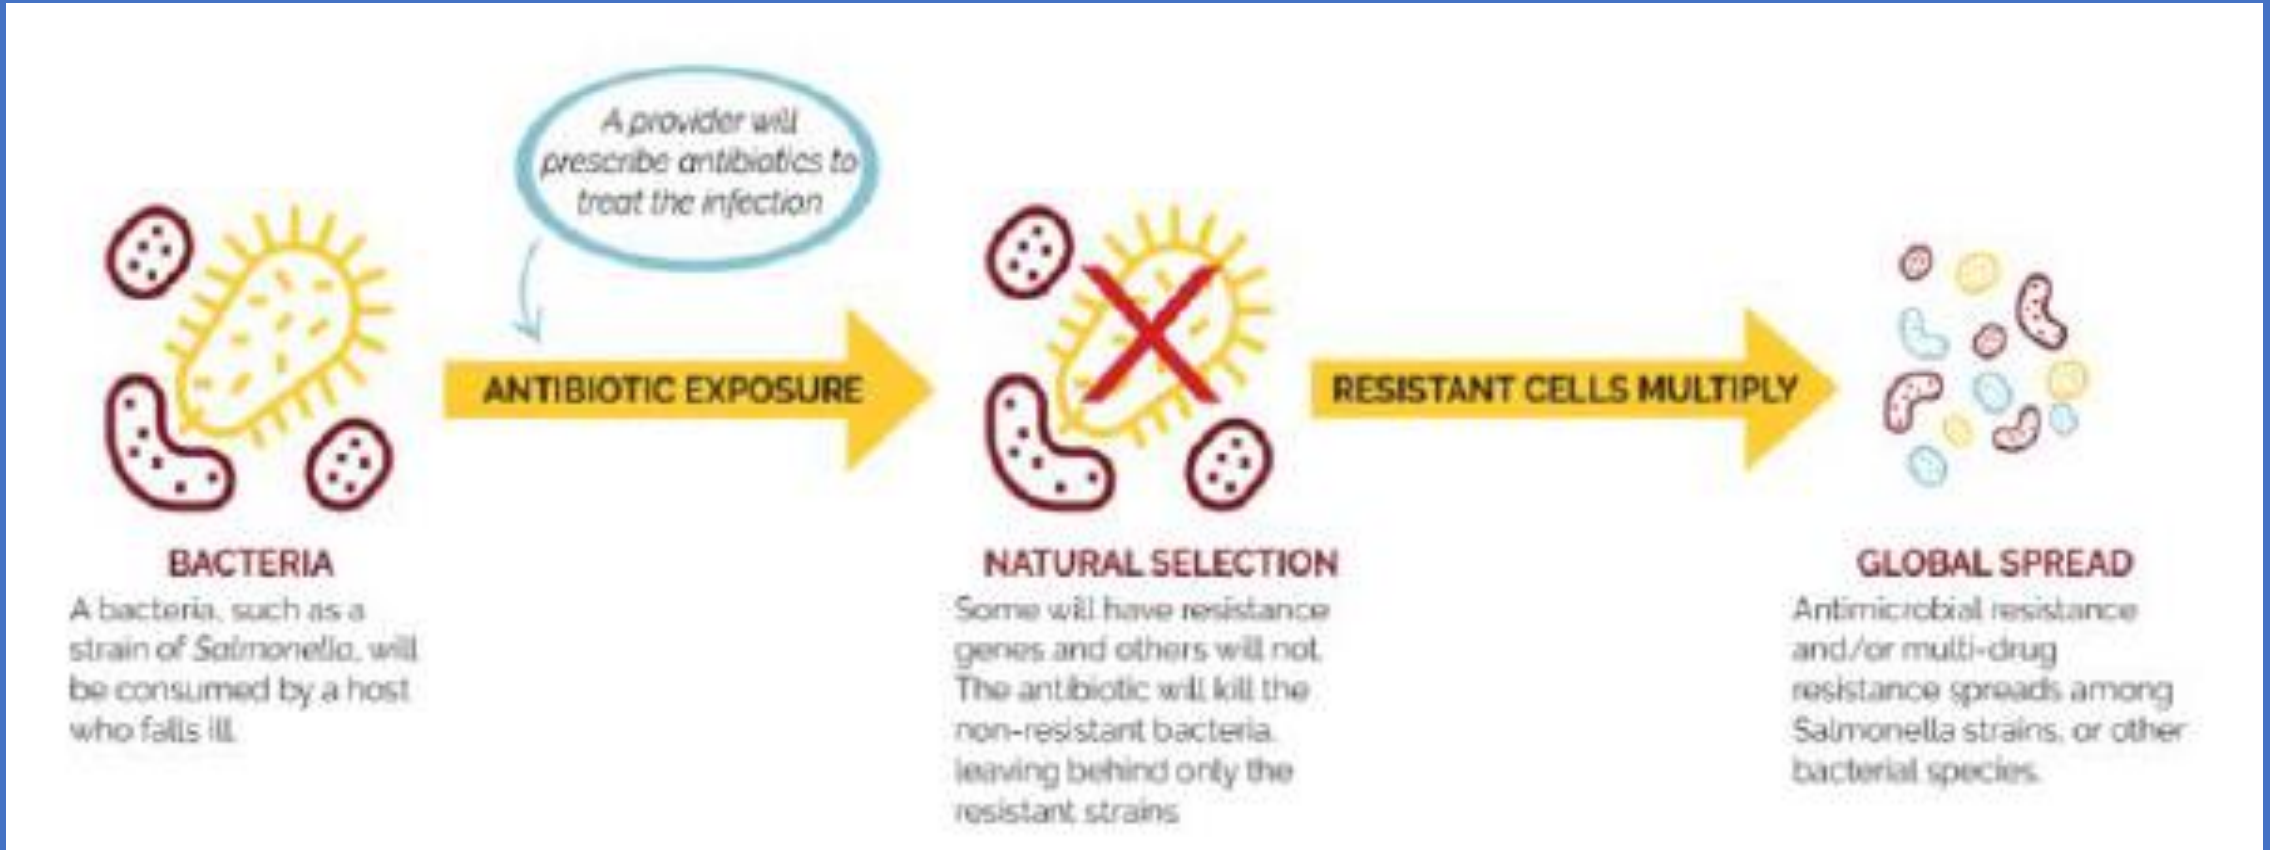 A provider will
prescribe antibiotics to
treat the infection
ANTIBIOTIC EXPOSURE
RESISTANT CELLS MULTIPLY
BACTERIA
A bacteria, such as a
strain of Salmonella, will
be consumed by a host
who falls ill.
NATURAL SELECTION
Some will have resistance
genes and others will not.
The antibiotic will kill the
non-resistant bacteria,
leaving behind only the
resistant strains
GLOBAL SPREAD
Antimicrobial resistance
and/or multi-drug
resistance spreads among
Salmonella strains, or other
bacterial species.